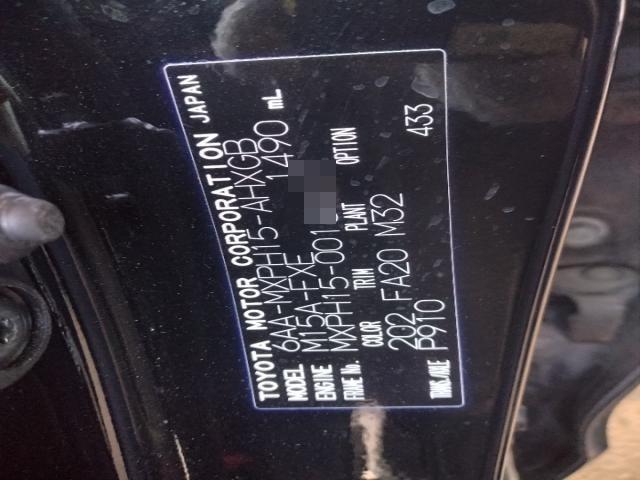 TOYOTA MOTOR CORPORATION JAPAN
MODEL 6AA-MXPH15-AHXGB
ENGINE M15A-FXE 1490 mL
FRAME No. MXPH15-001
COLOR TRIM PLANT OPTION
202 FA20 M32 433
TRANS/AXLE P910